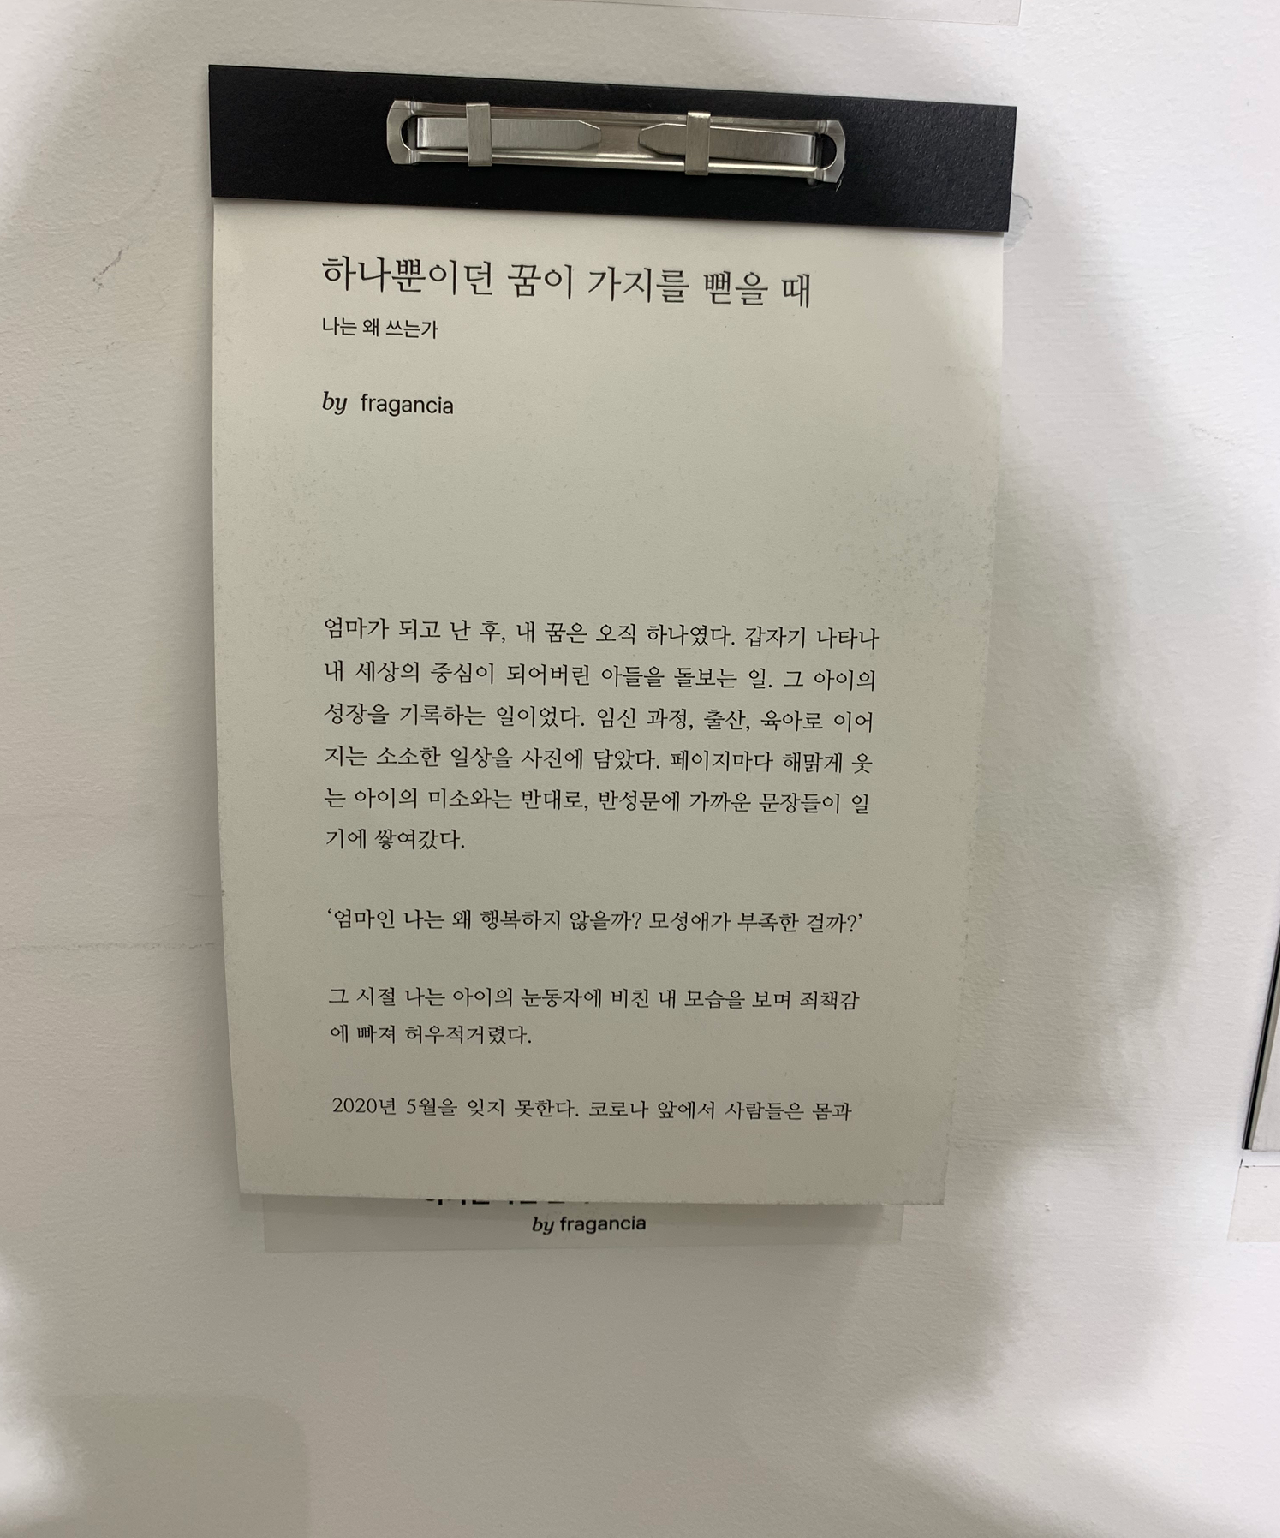 하나뿐이던 꿈이 가지를 뻗을 때
나는 왜 쓰는가
by fragancia
엄마가 되고 난 후, 내 꿈은 오직 하나였다. 갑자기 나타나
내 세상의 중심이 되어버린 아들을 돌보는 일. 그 아이의
성장을 기록하는 일이었다. 임신 과정, 출산, 육아로 이어
지는 소소한 일상을 사진에 담았다. 페이지마다 해맑게 웃
는 아이의 미소와는 반대로, 반성문에 가까운 문장들이 일
기에 쌓여갔다.
‘엄마인 나는 왜 행복하지 않을까? 모성애가 부족한 걸까?’
그 시절 나는 아이의 눈동자에 비친 내 모습을 보며 죄책감
에 빠져 허우적거렸다.
2020년 5월을 잊지 못한다. 코로나 앞에서 사람들은 몸과
by fragancia